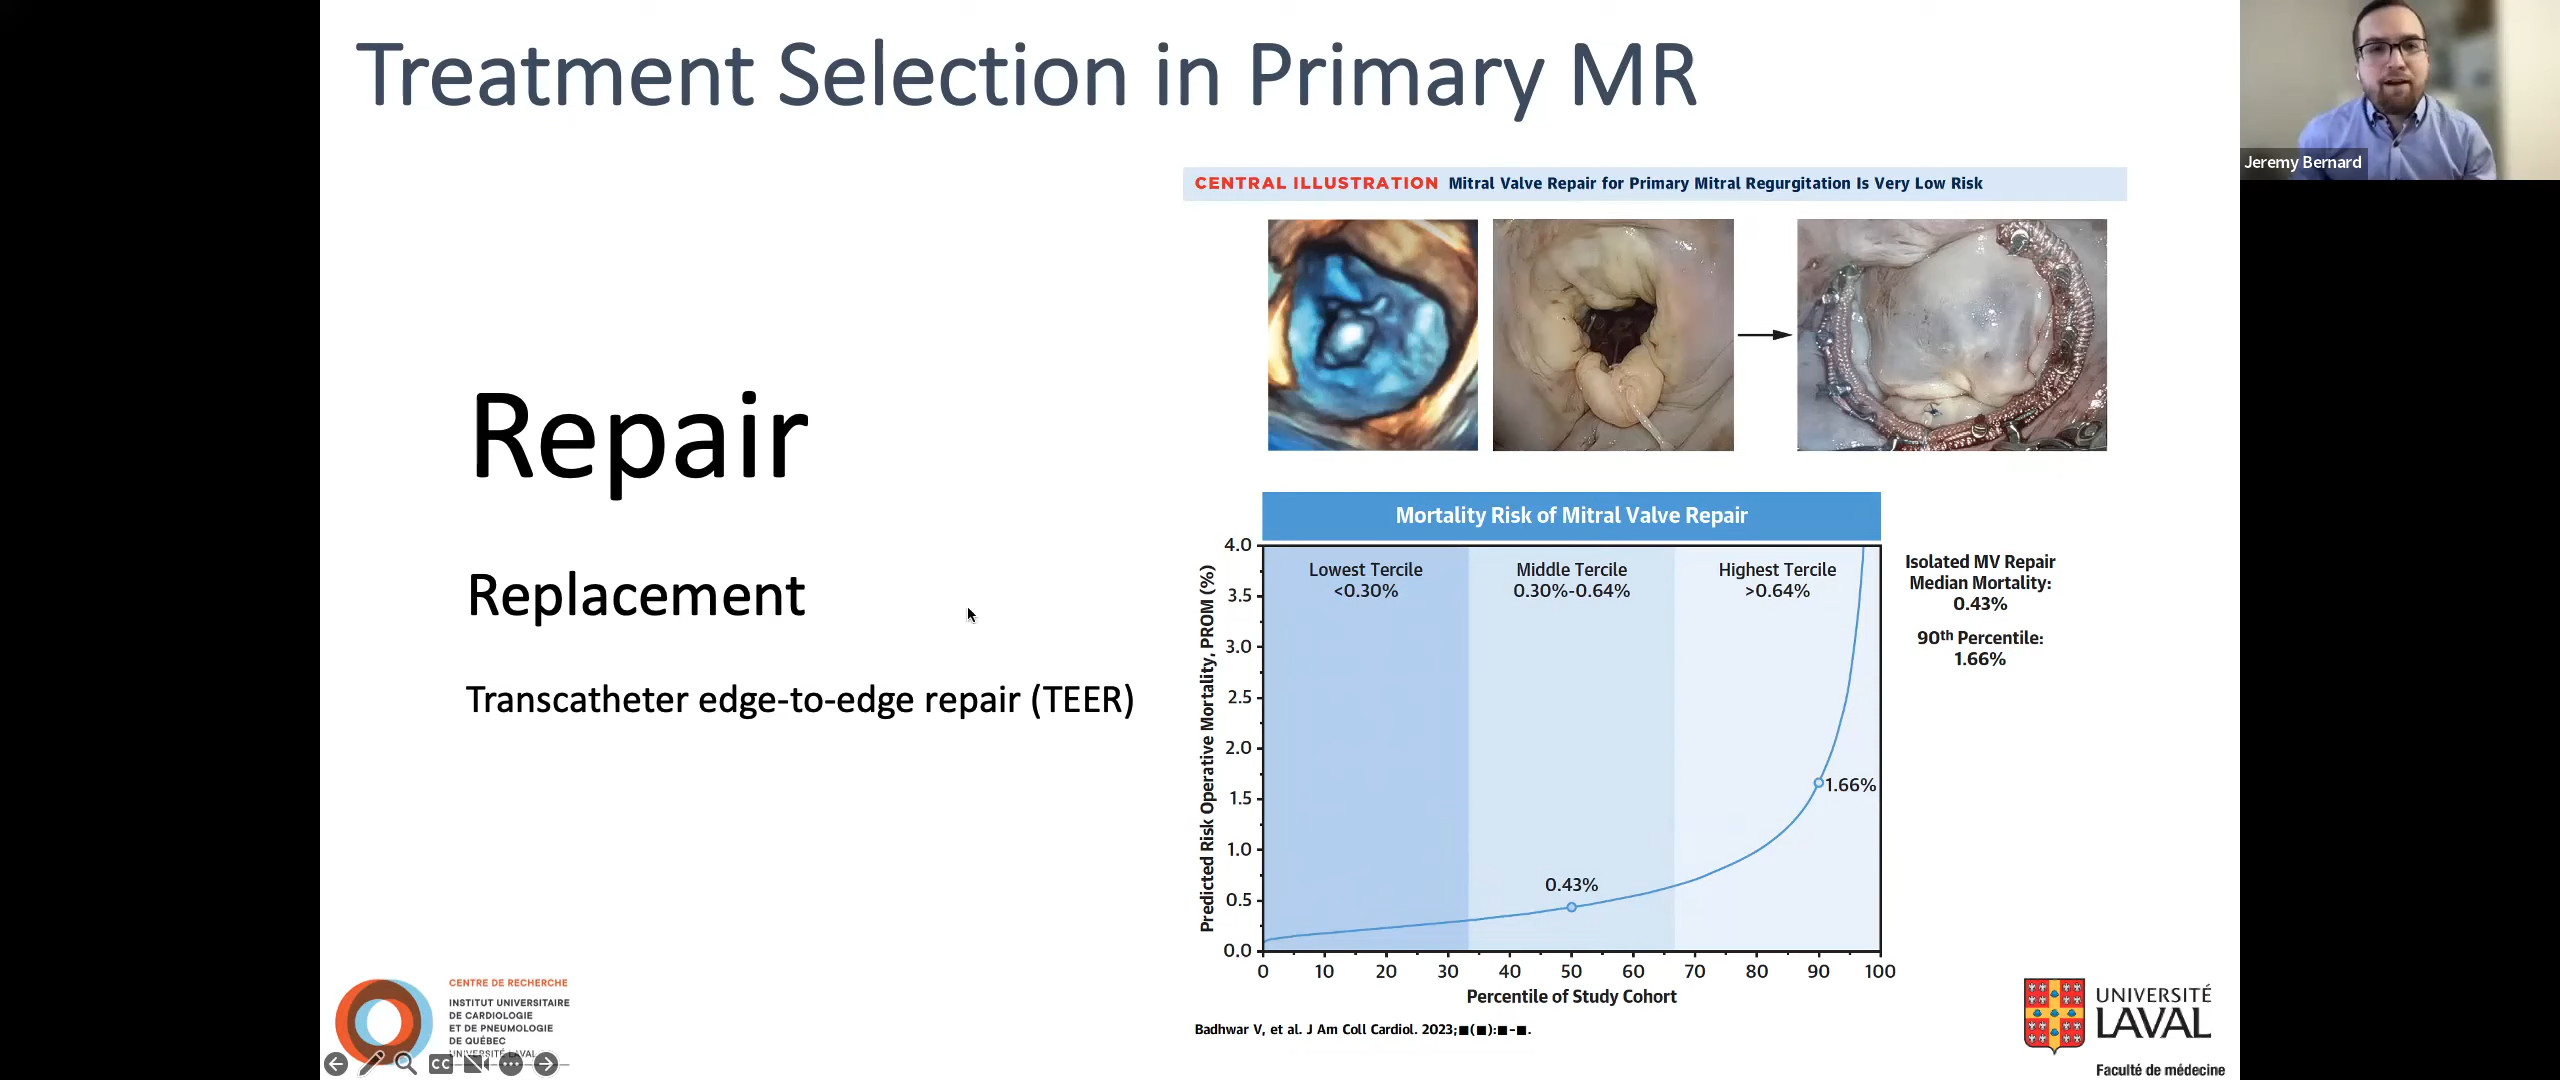 Treatment Selection in Primary MR
Jeremy Bernard
CENTRAL ILLUSTRATION Mitral Valve Repair for Primary Mitral Regurgitation Is Very Low Risk
Repair
Replacement
Transcatheter edge-to-edge repair (TEER)
Mortality Risk of Mitral Valve Repair
Predicted Risk Operative Mortality, PROM (%)
4.0
3.5
3.0
2.5
2.0
1.5
1.0
0.5
0.0
Lowest Tercile
<0.30%
Middle Tercile
0.30%-0.64%
Highest Tercile
>0.64%
0.43%
1.66%
0 10 20 30 40 50 60 70 80 90 100
Percentile of Study Cohort
Isolated MV Repair
Median Mortality:
0.43%
90th Percentile:
1.66%
Badhwar V, et al. J Am Coll Cardiol. 2023;■(■):■-■.
CENTRE DE RECHERCHE
INSTITUT UNIVERSITAIRE
DE CARDIOLOGIE
ET DE PNEUMOLOGIE
DE QUÉBEC
UNIVERSITÉ LAVAL
CC
UNIVERSITÉ
LAVAL
Faculté de médecine